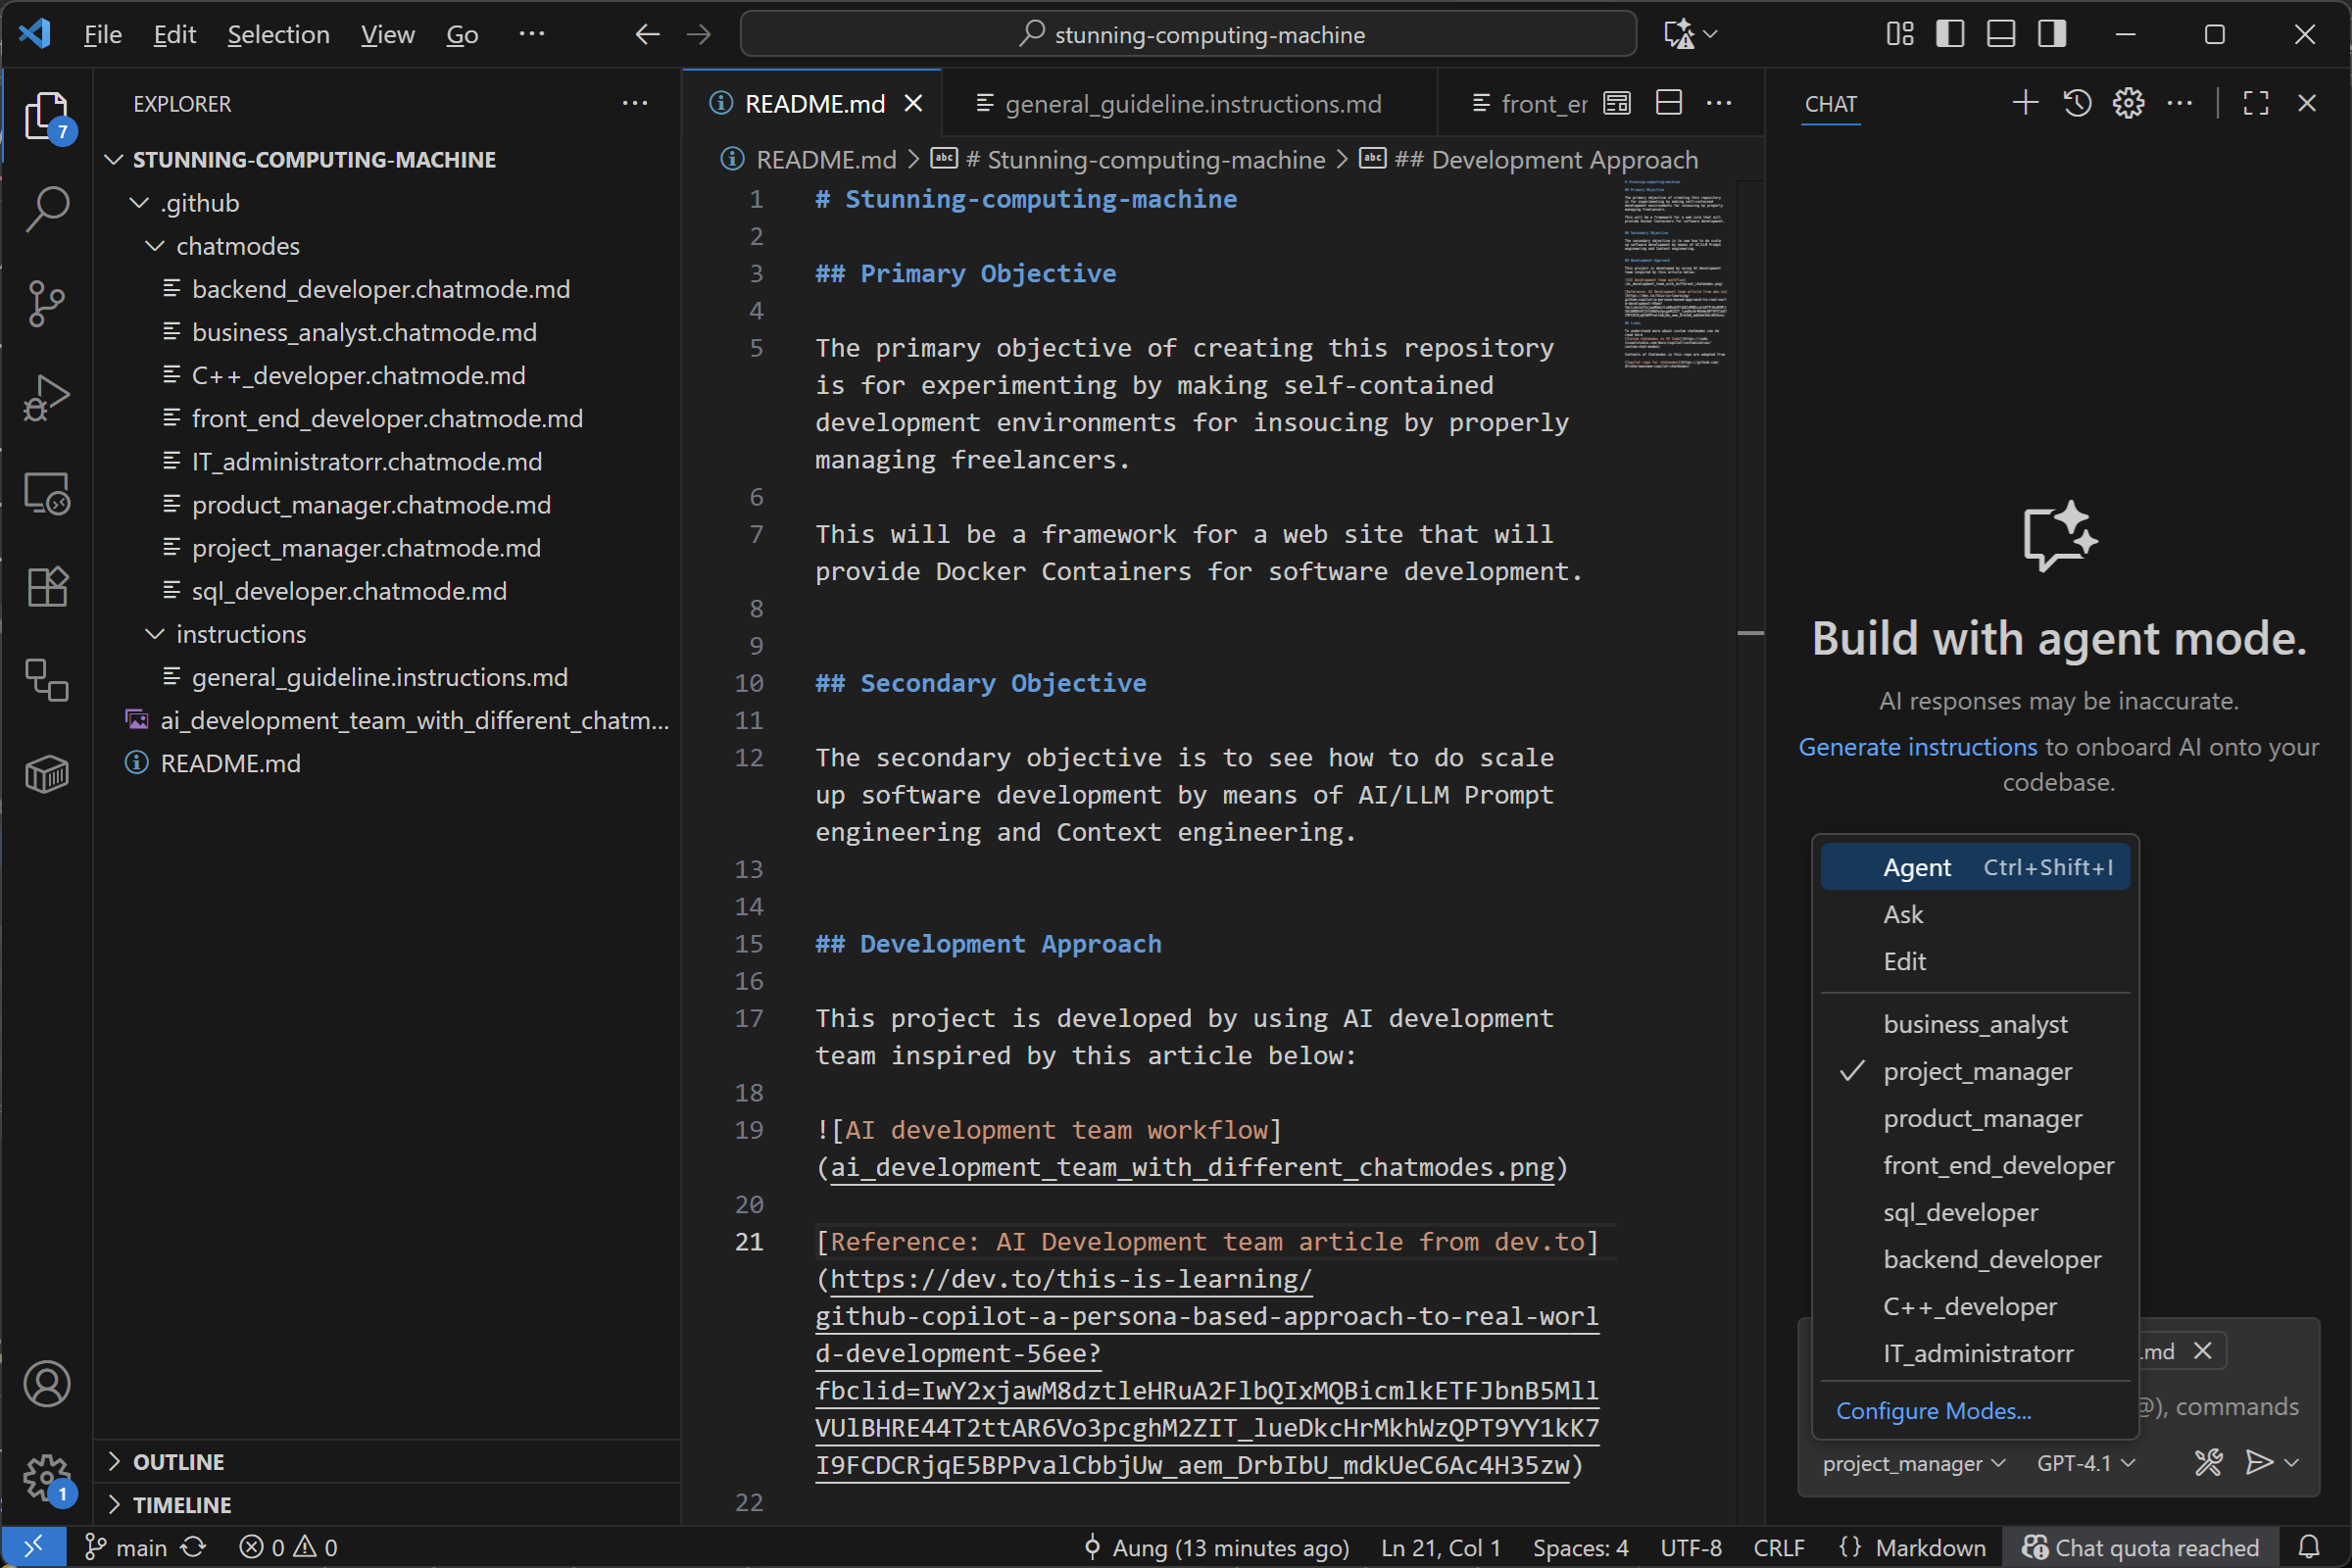 File Edit Selection View Go ··· stunning-computing-machine
EXPLORER
STUNNING-COMPUTING-MACHINE
.github
chatmodes
backend_developer.chatmode.md
business_analyst.chatmode.md
C++_developer.chatmode.md
front_end_developer.chatmode.md
IT_administratorr.chatmode.md
product_manager.chatmode.md
project_manager.chatmode.md
sql_developer.chatmode.md
instructions
general_guideline.instructions.md
ai_development_team_with_different_chatm...
README.md
OUTLINE
TIMELINE
7
1
README.md general_guideline.instructions.md front_er
README.md > # Stunning-computing-machine > ## Development Approach
1 # Stunning-computing-machine
2
3 ## Primary Objective
4
5 The primary objective of creating this repository
is for experimenting by making self-contained
development environments for insoucing by properly
managing freelancers.
6
7 This will be a framework for a web site that will
provide Docker Containers for software development.
8
9
10 ## Secondary Objective
11
12 The secondary objective is to see how to do scale
up software development by means of AI/LLM Prompt
engineering and Context engineering.
13
14
15 ## Development Approach
16
17 This project is developed by using AI development
team inspired by this article below:
18
19 ![AI development team workflow]
(ai_development_team_with_different_chatmodes.png)
20
21 [Reference: AI Development team article from dev.to]
(https://dev.to/this-is-learning/
github-copilot-a-persona-based-approach-to-real-worl
d-development-56ee?
fbclid=IwY2xjawM8dztleHRuA2FlbQIxMQBicmlkETFJbnB5Mll
VUlBHRE44T2ttAR6Vo3pcghM2ZIT_lueDkcHrMkhWzQPT9YY1kK7
I9FCDCRjqE5BPPvalCbbjUw_aem_DrbIbU_mdkUeC6Ac4H35zw)
22
CHAT
Build with agent mode.
AI responses may be inaccurate.
Generate instructions to onboard AI onto your
codebase.
Agent Ctrl+Shift+I
Ask
Edit
business_analyst
project_manager
product_manager
front_end_developer
sql_developer
backend_developer
C++_developer
IT_administratorr
Configure Modes...
.md
@), commands
project_manager GPT-4.1
main 0 0 Aung (13 minutes ago) Ln 21, Col 1 Spaces: 4 UTF-8 CRLF {} Markdown Chat quota reached